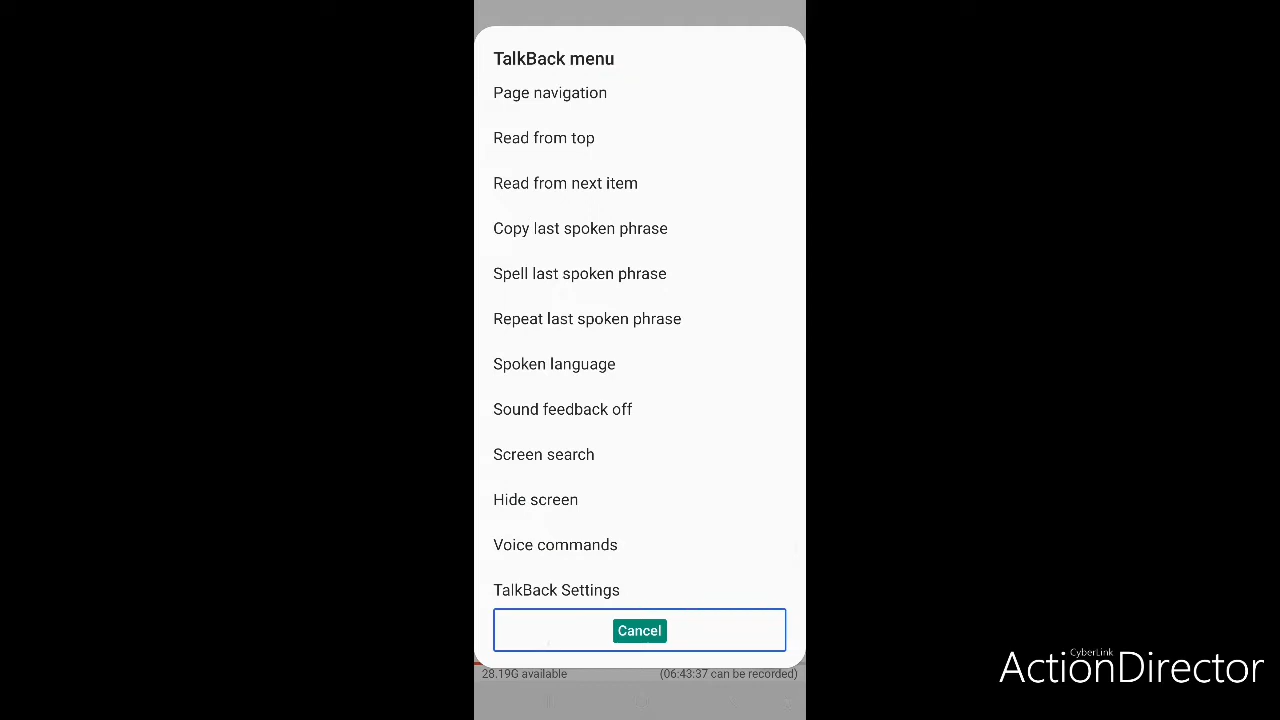 TalkBack menu
Page navigation
Read from top
Read from next item
Copy last spoken phrase
Spell last spoken phrase
Repeat last spoken phrase
Spoken language
Sound feedback off
Screen search
Hide screen
Voice commands
TalkBack Settings
Cancel
28.19G available (06:43:37 can be recorded)
CyberLink
ActionDirector